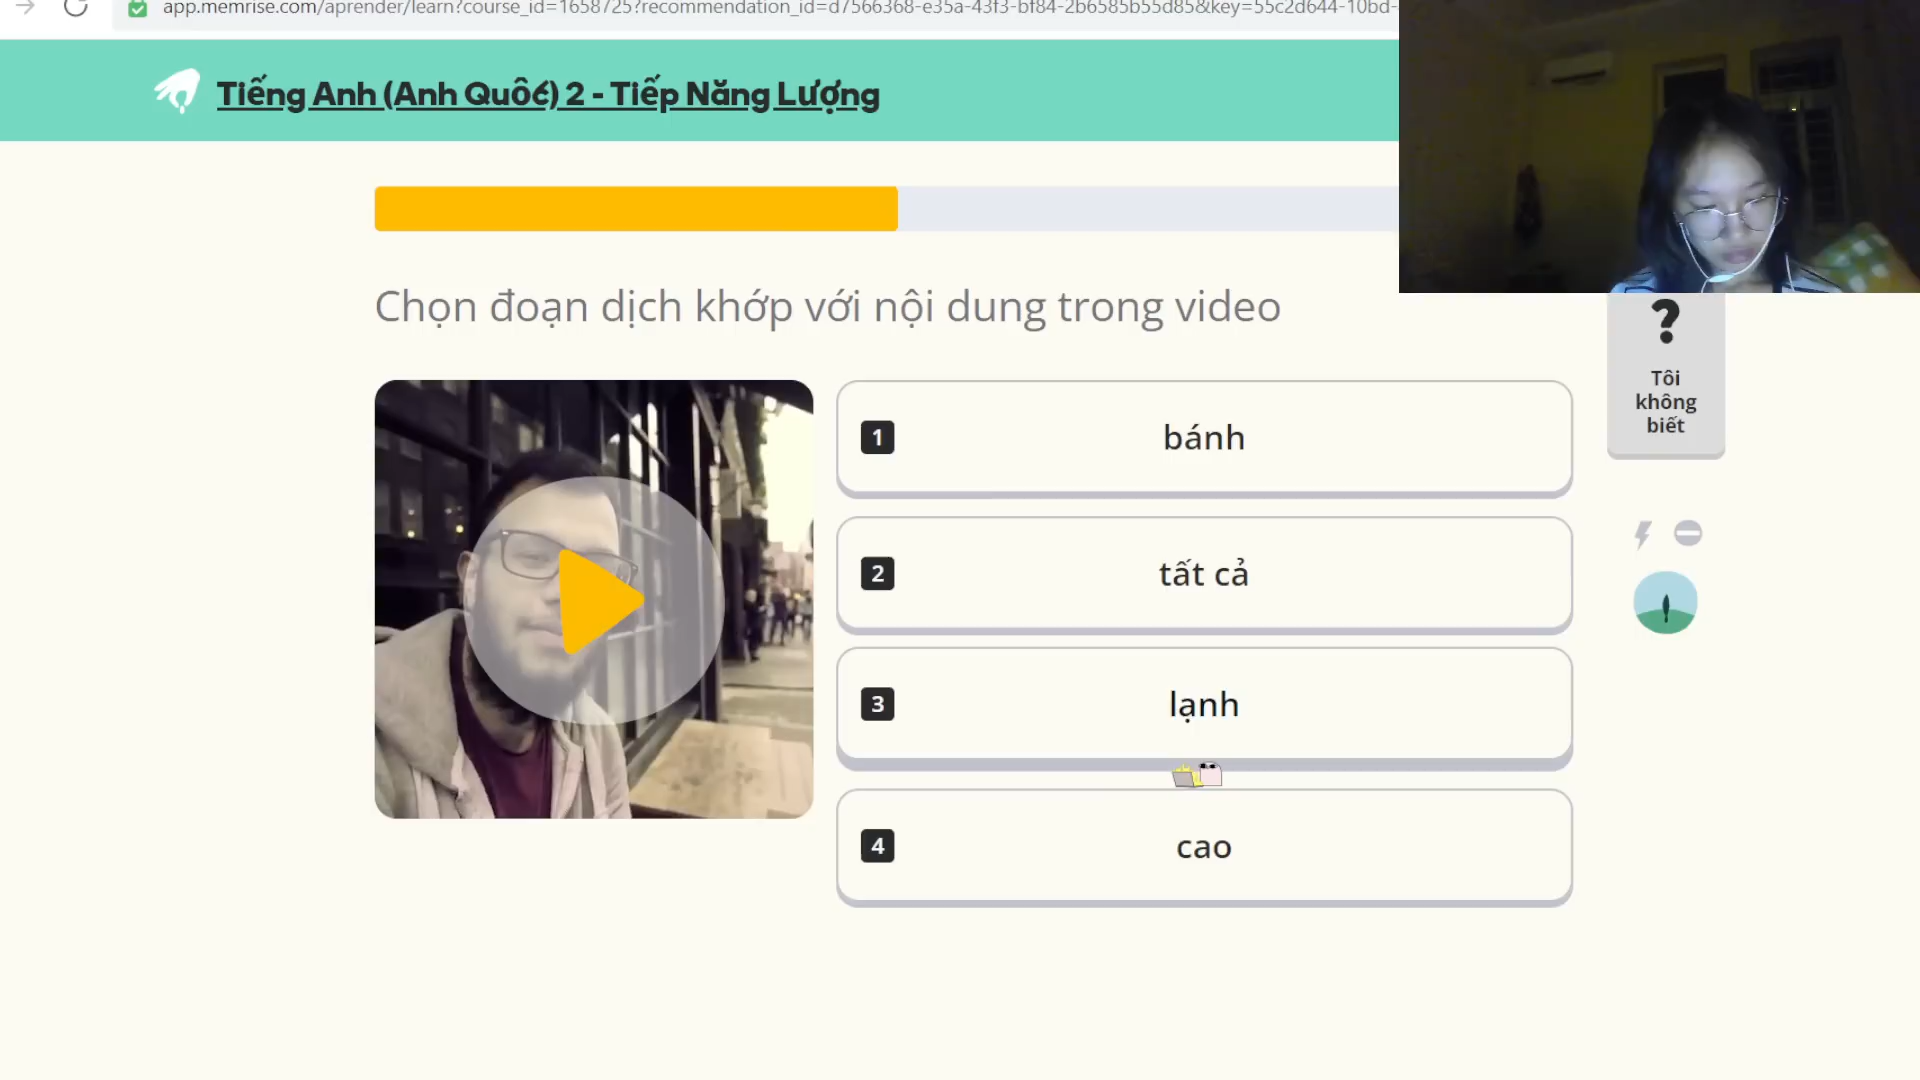 app.memrise.com/aprender/learn?course_id=1658725?recommendation_id=d7566368-e35a-43f3-bf84-2b6585b55d85&key=55c2d644-10bd-
Tiếng Anh (Anh Quốc) 2 - Tiếp Năng Lượng
Chọn đoạn dịch khớp với nội dung trong video
?
Tôi
không
biết
1 bánh
2 tất cả
3 lạnh
4 cao